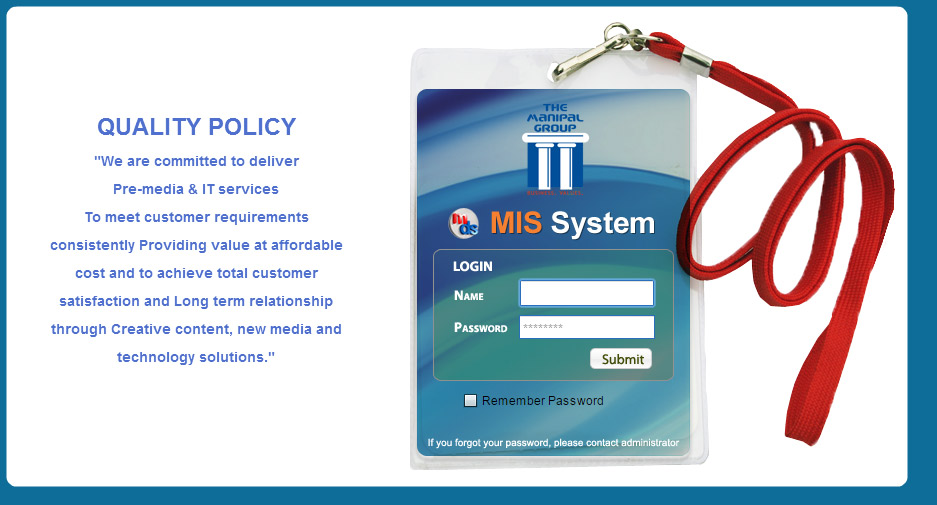 QUALITY POLICY
"We are committed to deliver
Pre-media & IT services
To meet customer requirements
consistently Providing value at affordable
cost and to achieve total customer
satisfaction and Long term relationship
through Creative content, new media and
technology solutions."
THE
MANIPAL
GROUP
MIS System
LOGIN
NAME
PASSWORD ********
Submit
Remember Password
If you forgot your password, please contact administrator